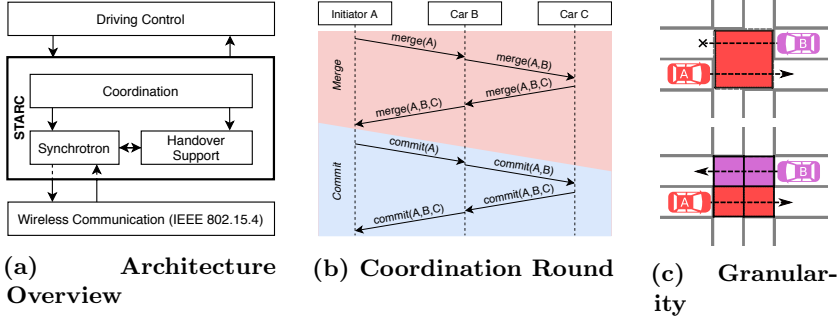 Driving Control
STARC
Coordination
Synchrotron
Handover
Support
Wireless Communication (IEEE 802.15.4)
(a) Architecture
Overview
Initiator A
Car B
Car C
Merge
merge(A)
merge(A,B)
merge(A,B,C)
merge(A,B,C)
Commit
commit(A)
commit(A,B)
commit(A,B,C)
commit(A,B,C)
(b) Coordination Round
B
A
B
A
(c) Granular-
ity